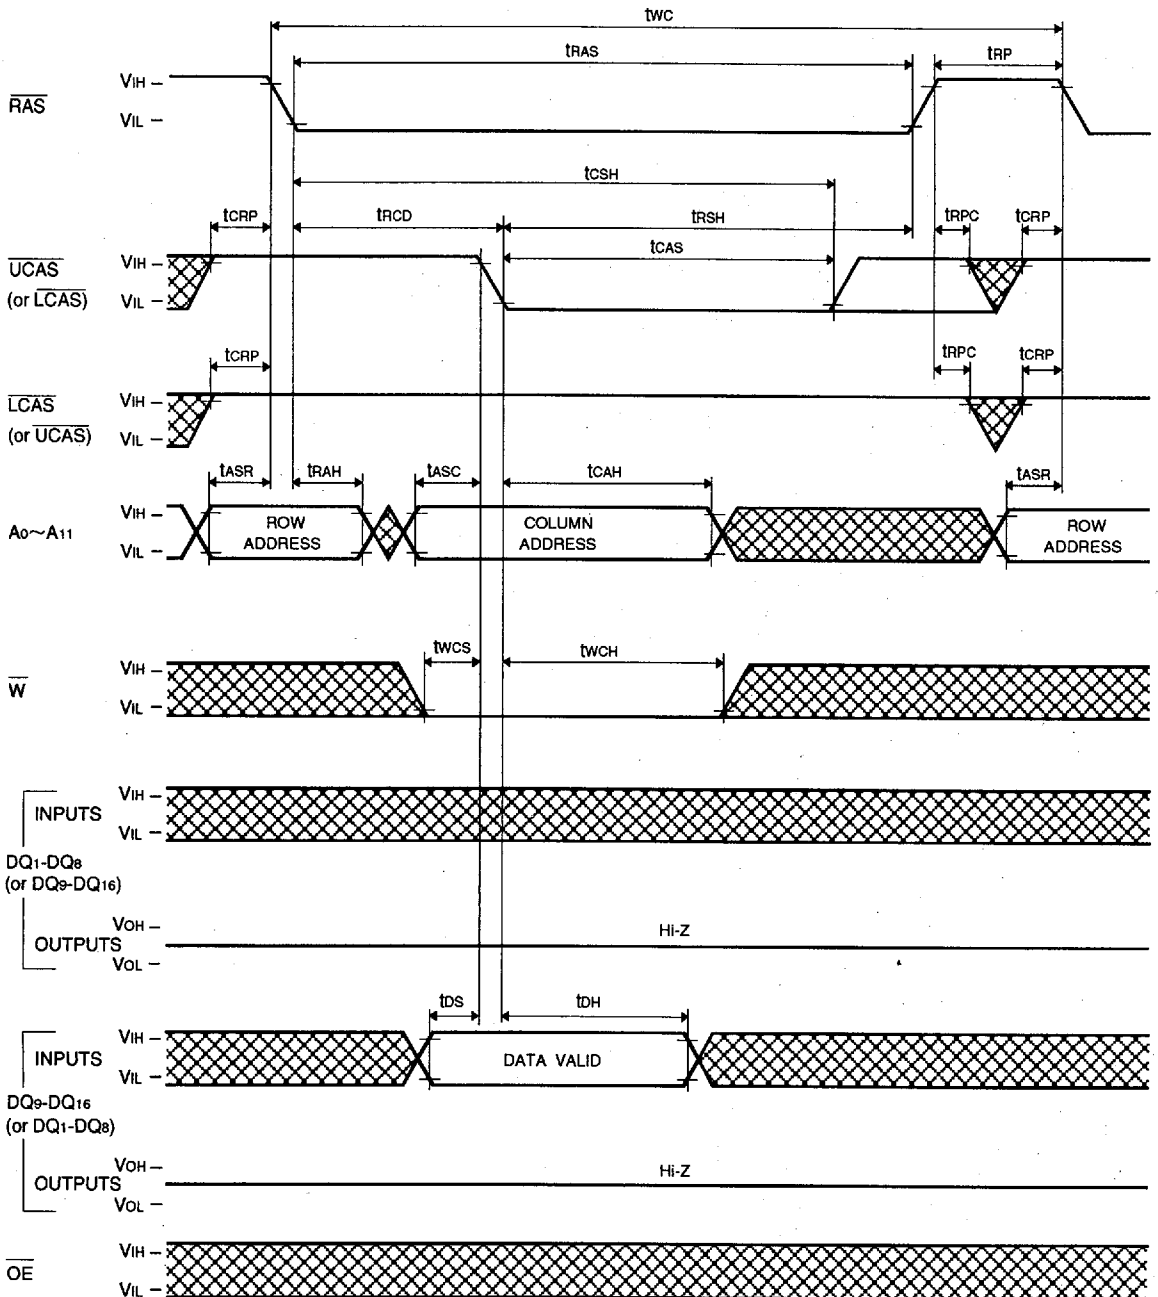 tWC
tRAS tRP
RAS VIH
VIL
tCSH
tCRP tRCD tRSH tRPC tCRP
tCAS
UCAS VIH
(or LCAS) VIL
tCRP tRPC tCRP
LCAS VIH
(or UCAS) VIL
tASR tRAH tASC tCAH tASR
A0~A11 VIH
VIL
ROW
ADDRESS
COLUMN
ADDRESS
ROW
ADDRESS
tWCS tWCH
W VIH
VIL
INPUTS VIH
VIL
DQ1-DQ8
(or DQ9-DQ16)
OUTPUTS VOH
VOL
Hi-Z
tDS tDH
INPUTS VIH
VIL
DATA VALID
DQ9-DQ16
(or DQ1-DQ8)
OUTPUTS VOH
VOL
Hi-Z
OE VIH
VIL